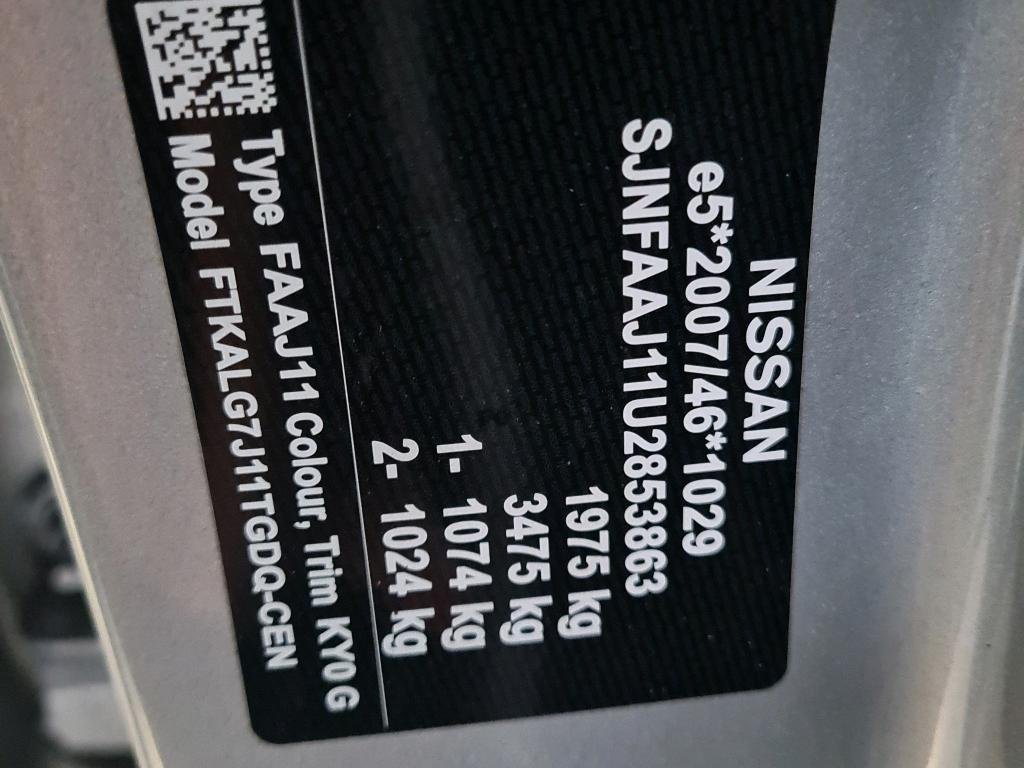 NISSAN
e5*2007/46*1029
SJNFAAJ11U2853863
1975 kg
3475 kg
1- 1074 kg
2- 1024 kg
Type FAAJ11 Colour, Trim KY0 G
Model FTKALG7J11TGDQ-CEN